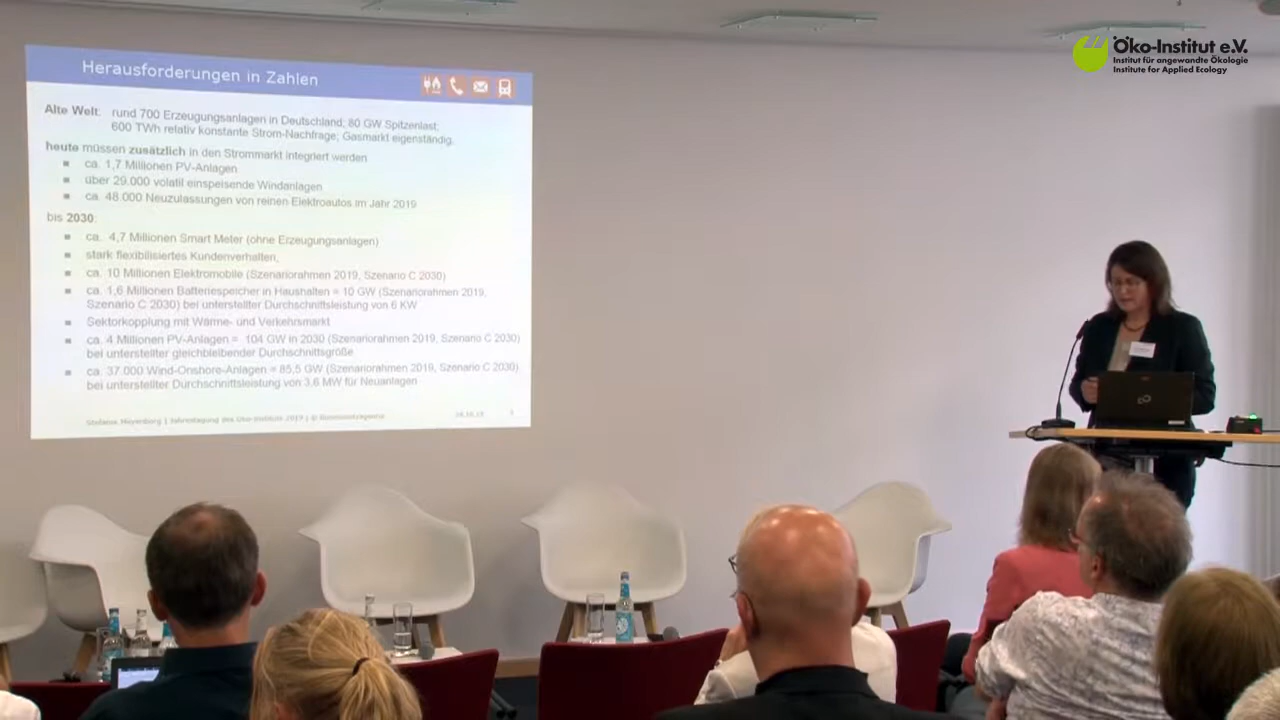 Öko-Institut e.V.
Institut für angewandte Ökologie
Institute for Applied Ecology
Herausforderungen in Zahlen
Alte Welt: rund 700 Erzeugungsanlagen in Deutschland; 80 GW Spitzenlast;
600 TWh relativ konstante Strom-Nachfrage; Gasmarkt eigenständig.
heute müssen zusätzlich in den Strommarkt integriert werden
ca. 1,7 Millionen PV-Anlagen
über 29.000 volatil einspeisende Windanlagen
ca. 48.000 Neuzulassungen von reinen Elektroautos im Jahr 2019
bis 2030:
ca. 4,7 Millionen Smart Meter (ohne Erzeugungsanlagen)
stark flexibilisiertes Kundenverhalten,
ca. 10 Millionen Elektromobile (Szenariorahmen 2019, Szenario C 2030)
ca. 1,6 Millionen Batteriespeicher in Haushalten = 10 GW (Szenariorahmen 2019,
Szenario C 2030) bei unterstellter Durchschnittsleistung von 6 KW
Sektorkopplung mit Wärme- und Verkehrsmarkt
ca. 4 Millionen PV-Anlagen = 104 GW in 2030 (Szenariorahmen 2019, Szenario C 2030)
bei unterstellter gleichbleibender Durchschnittsgröße
ca. 37.000 Wind-Onshore-Anlagen = 85,5 GW (Szenariorahmen 2019, Szenario C 2030)
bei unterstellter Durchschnittsleistung von 3,6 MW für Neuanlagen
| Jahrestagung des Öko-Instituts 2019 | © Bundesnetzagentur